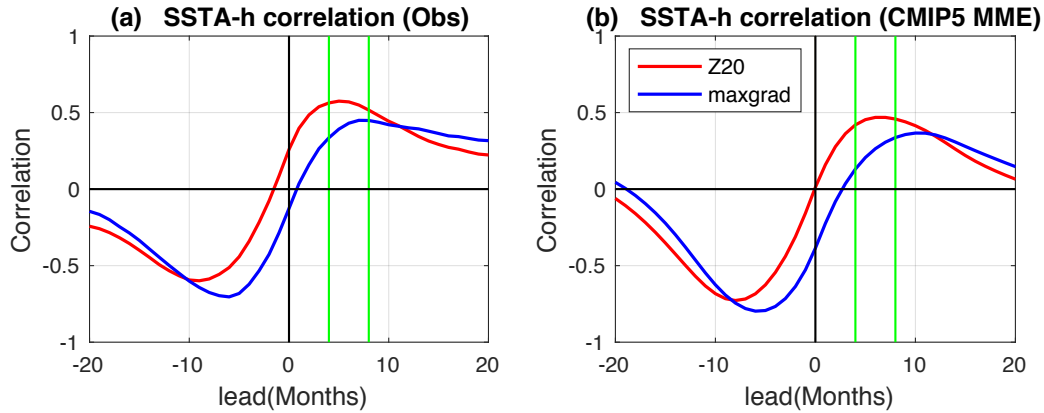 (a) SSTA-h correlation (Obs)
1
0.5
0
-0.5
-1
Correlation
-20
-10
0
10
20
lead(Months)
(b) SSTA-h correlation (CMIP5 MME)
Z20
maxgrad
1
0.5
0
-0.5
-1
Correlation
-20
-10
0
10
20
lead(Months)